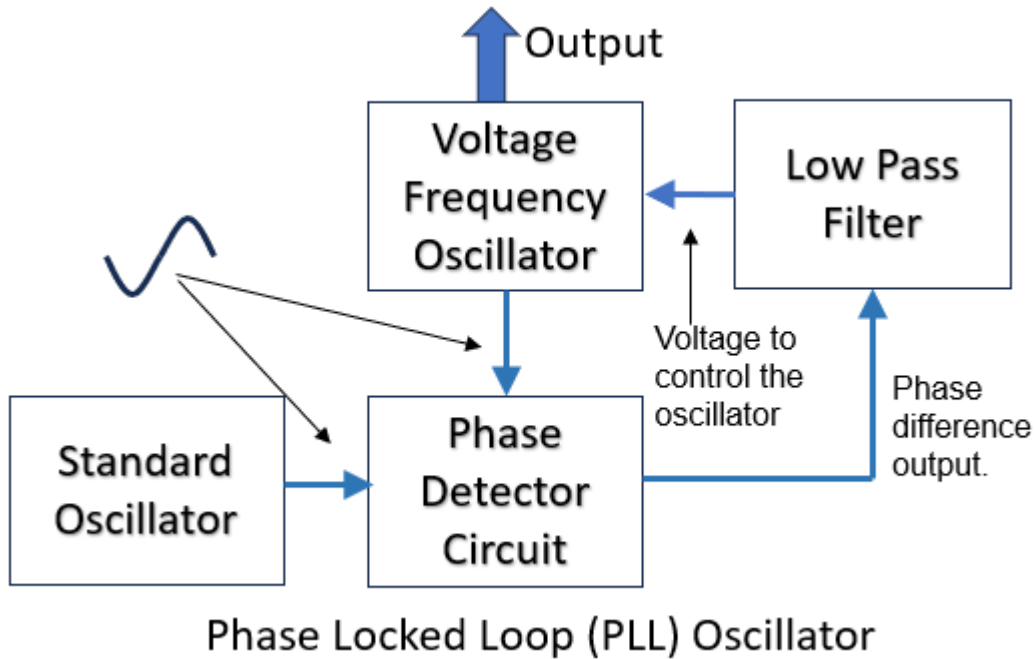 Output
Voltage
Frequency
Oscillator
Low Pass
Filter
Voltage to
control the
oscillator
Phase
difference
output.
Standard
Oscillator
Phase
Detector
Circuit
Phase Locked Loop (PLL) Oscillator